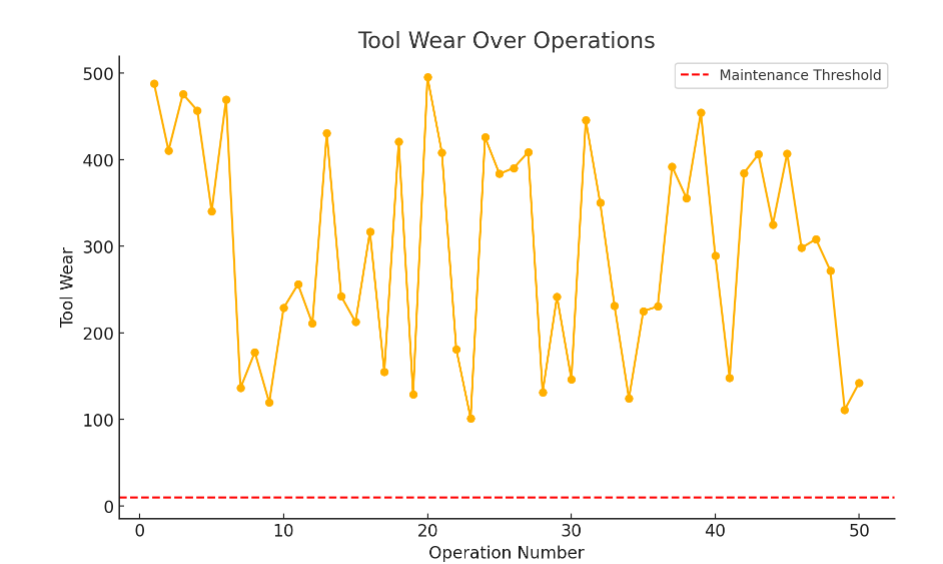 Tool Wear Over Operations
Maintenance Threshold
500
400
300
200
100
0
Tool Wear
0 10 20 30 40 50
Operation Number